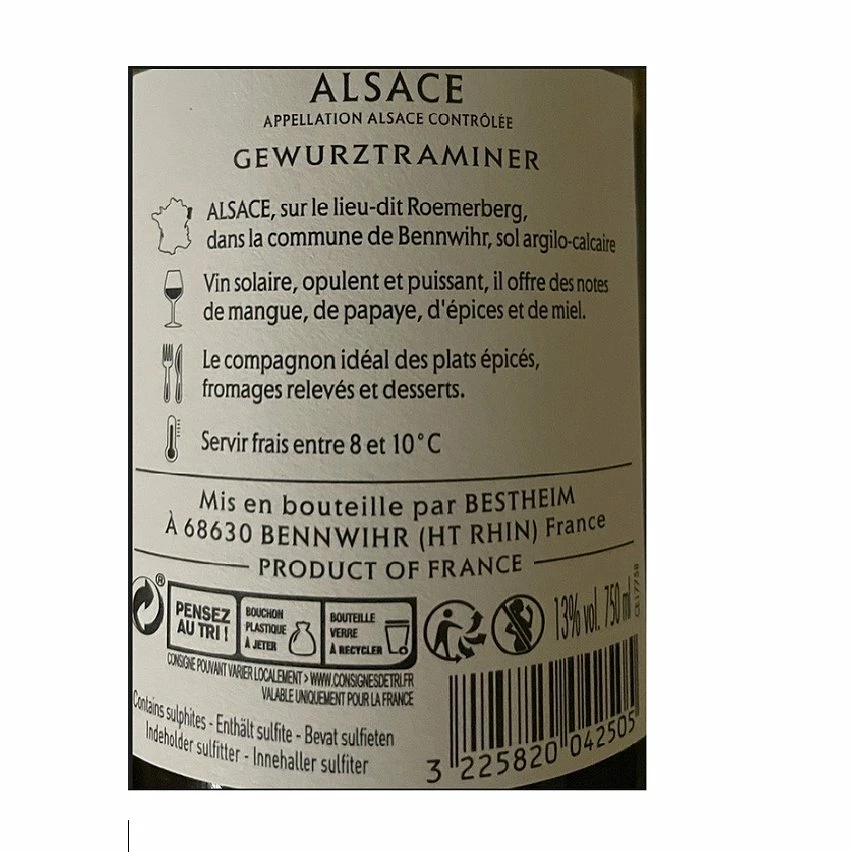 ALSACE
APPELLATION ALSACE CONTRÔLÉE
GEWURZTRAMINER
ALSACE, sur le lieu-dit Roemerberg,
dans la commune de Bennwihr, sol argilo-calcaire
Vin solaire, opulent et puissant, il offre des notes
de mangue, de papaye, d'épices et de miel.
Le compagnon idéal des plats épicés,
fromages relevés et desserts.
Servir frais entre 8 et 10°C
Mis en bouteille par BESTHEIM
À 68630 BENNWIHR (HT RHIN) France
PRODUCT OF FRANCE
®
PENSEZ
AU TRI !
BOUCHON
PLASTIQUE
À JETER
BOUTEILLE
VERRE
À RECYCLER
13% vol. 750 ml
CONSIGNE POUVANT VARIER LOCALEMENT > WWW.CONSIGNESDETRI.FR
VALABLE UNIQUEMENT POUR LA FRANCE
Contains sulphites - Enthält sulfite - Bevat sulfieten
Indeholder sulfitter - Innehaller sulfiter
3 225820 042505